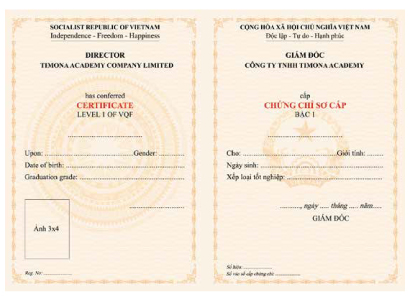 SOCIALIST REPUBLIC OF VIETNAM
Independence - Freedom - Happiness
DIRECTOR
TIMONA ACADEMY COMPANY LIMITED
has conferred
CERTIFICATE
LEVEL 1 OF VQF
................................
Upon: ................................ Gender: ................
Date of birth: ................................
Graduation grade: ................................
Ảnh 3x4
Reg. No: ................................
CỘNG HÒA XÃ HỘI CHỦ NGHĨA VIỆT NAM
Độc lập - Tự do - Hạnh phúc
GIÁM ĐỐC
CÔNG TY TNHH TIMONA ACADEMY
cấp
CHỨNG CHỈ SƠ CẤP
BẬC 1
................................
Cho: ................................ Giới tính: ................
Ngày sinh: ................................
Xếp loại tốt nghiệp: ................................
.........., ngày ..... tháng ..... năm.....
GIÁM ĐỐC
Số hiệu ................................
Số vào sổ cấp chứng chỉ: ................................